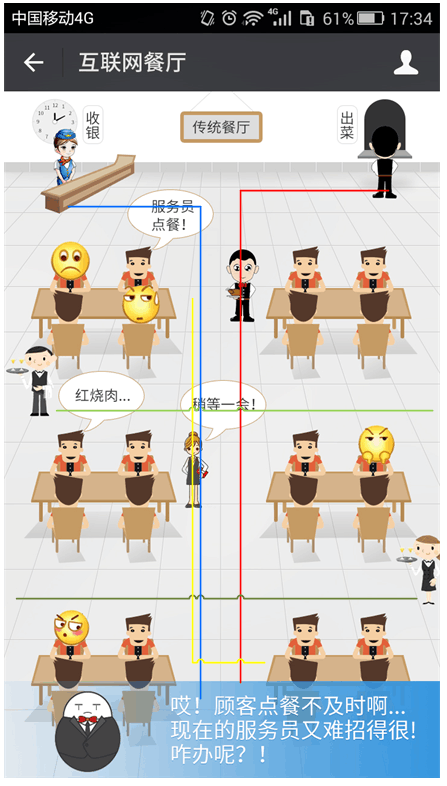 中国移动4G
4G
61%
17:34
互联网餐厅
12
收银
传统餐厅
出菜
服务员
点餐！
红烧肉...
稍等一会！
哎！顾客点餐不及时啊...
现在的服务员又难招得很！
咋办呢？！